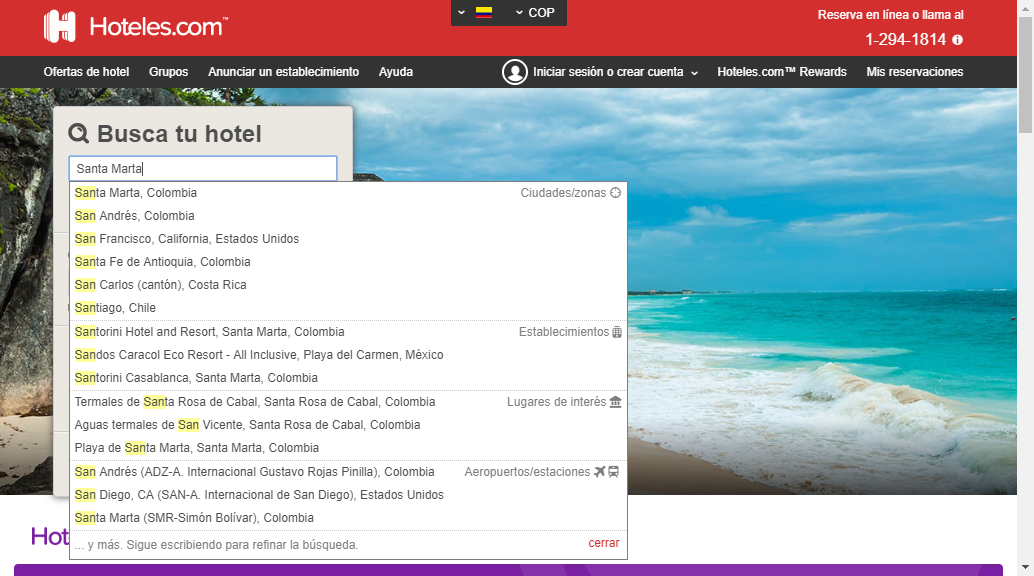 Hoteles.com™
COP
Reserva en línea o llama al
1-294-1814
Ofertas de hotel Grupos Anunciar un establecimiento Ayuda Iniciar sesión o crear cuenta Hoteles.com™ Rewards Mis reservaciones
Busca tu hotel
Santa Marta
Santa Marta, Colombia Ciudades/zonas
San Andrés, Colombia
San Francisco, California, Estados Unidos
Santa Fe de Antioquia, Colombia
San Carlos (cantón), Costa Rica
Santiago, Chile
Santorini Hotel and Resort, Santa Marta, Colombia Establecimientos
Sandos Caracol Eco Resort - All Inclusive, Playa del Carmen, México
Santorini Casablanca, Santa Marta, Colombia
Termales de Santa Rosa de Cabal, Santa Rosa de Cabal, Colombia Lugares de interés
Aguas termales de San Vicente, Santa Rosa de Cabal, Colombia
Playa de Santa Marta, Santa Marta, Colombia
San Andrés (ADZ-A. Internacional Gustavo Rojas Pinilla), Colombia Aeropuertos/estaciones
San Diego, CA (SAN-A. Internacional de San Diego), Estados Unidos
Santa Marta (SMR-Simón Bolívar), Colombia
... y más. Sigue escribiendo para refinar la búsqueda. cerrar
Hot